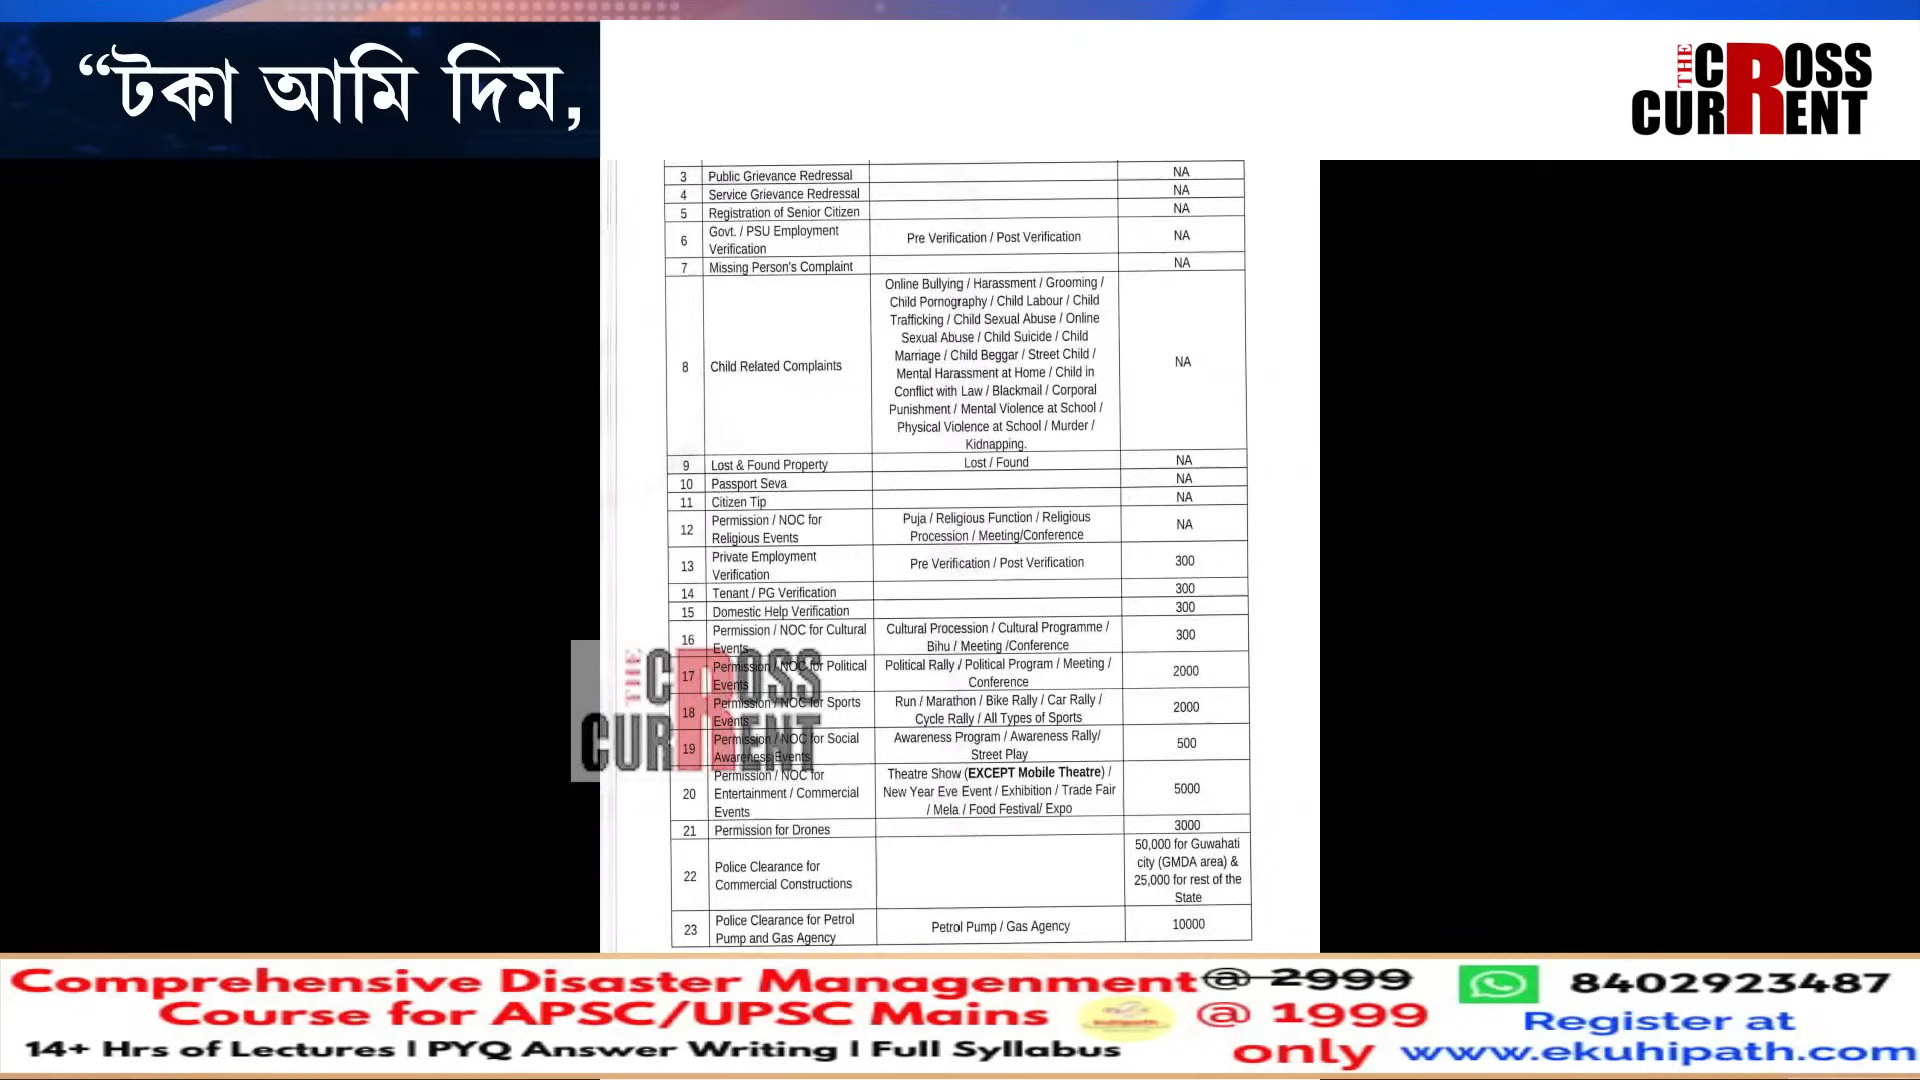 “টকা আমি দিম,
THE CROSS
CURRENT
3 Public Grievance Redressal NA
4 Service Grievance Redressal NA
5 Registration of Senior Citizen NA
6 Govt. / PSU Employment
Verification Pre Verification / Post Verification NA
7 Missing Person's Complaint NA
8 Child Related Complaints
Online Bullying / Harassment / Grooming /
Child Pornography / Child Labour / Child
Trafficking / Child Sexual Abuse / Online
Sexual Abuse / Child Suicide / Child
Marriage / Child Beggar / Street Child /
Mental Harassment at Home / Child in
Conflict with Law / Blackmail / Corporal
Punishment / Mental Violence at School /
Physical Violence at School / Murder /
Kidnapping.
NA
9 Lost & Found Property Lost / Found NA
10 Passport Seva NA
11 Citizen Tip NA
12 Permission / NOC for
Religious Events
Puja / Religious Function / Religious
Procession / Meeting/Conference
NA
13 Private Employment
Verification
Pre Verification / Post Verification 300
14 Tenant / PG Verification 300
15 Domestic Help Verification 300
16 Permission / NOC for Cultural
Events
Cultural Procession / Cultural Programme /
Bihu / Meeting /Conference
300
17 Permission / NOC for Political
Events
Political Rally / Political Program / Meeting /
Conference
2000
18 Permission / NOC for Sports
Events
Run / Marathon / Bike Rally / Car Rally /
Cycle Rally / All Types of Sports
2000
19 Permission / NOC for Social
Awareness Events
Awareness Program / Awareness Rally/
Street Play
500
20 Permission / NOC for
Entertainment / Commercial
Events
Theatre Show (EXCEPT Mobile Theatre) /
New Year Eve Event / Exhibition / Trade Fair
/ Mela / Food Festival/ Expo
5000
21 Permission for Drones 3000
22 Police Clearance for
Commercial Constructions
50,000 for Guwahati
city (GMDA area) &
25,000 for rest of the
State
23 Police Clearance for Petrol
Pump and Gas Agency
Petrol Pump / Gas Agency 10000
THE CROSS
CURRENT
Comprehensive Disaster Managenment @ 2999
Course for APSC/UPSC Mains @ 1999
14+ Hrs of Lectures | PYQ Answer Writing | Full Syllabus only
8402923487
Register at
www.ekuhipath.com